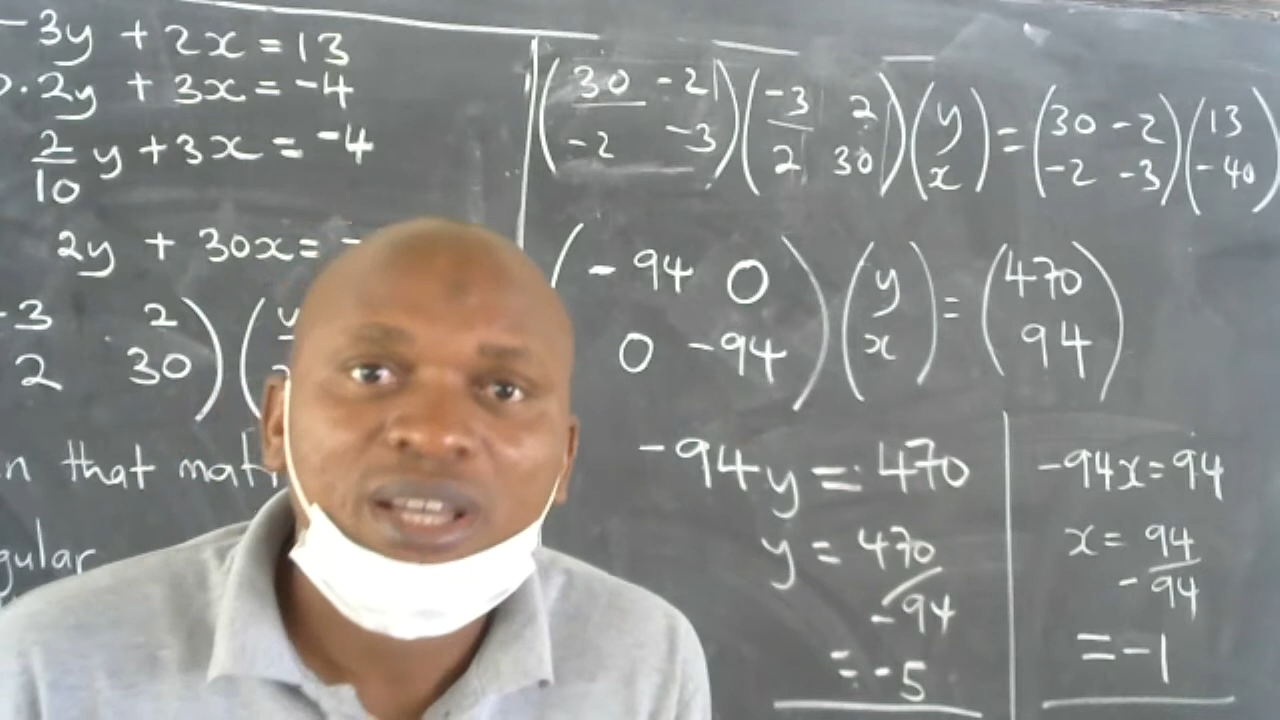 -3y + 2x = 13
0.2y + 3x = -4
2/10 y + 3x = -4
2y + 30x = -
-3 2
2 30) (y
n that mat
gular
(30 -2) (-3 2) (y) = (30 -2) (13)
(-2 -3) (2 30) (x) (-2 -3) (-40)
(-94 0) (y) = (470)
(0 -94) (x) (94)
-94y = 470
y = 470/-94
= -5
-94x = 94
x = 94/-94
= -1